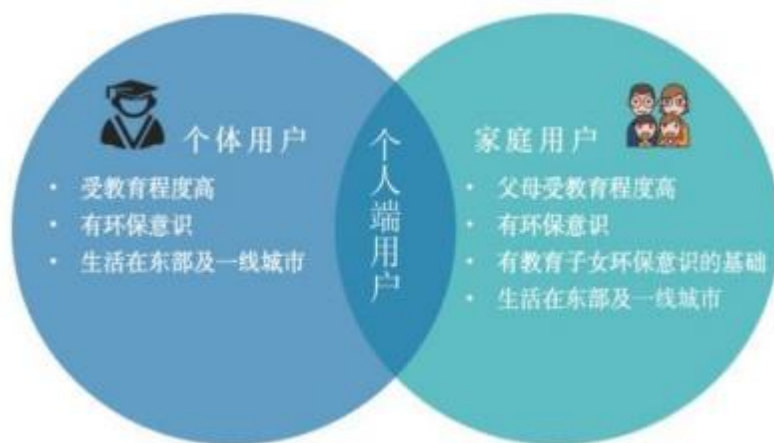 个体用户
• 受教育程度高
• 有环保意识
• 生活在东部及一线城市
个人端用户
家庭用户
• 父母受教育程度高
• 有环保意识
• 有教育子女环保意识的基础
• 生活在东部及一线城市